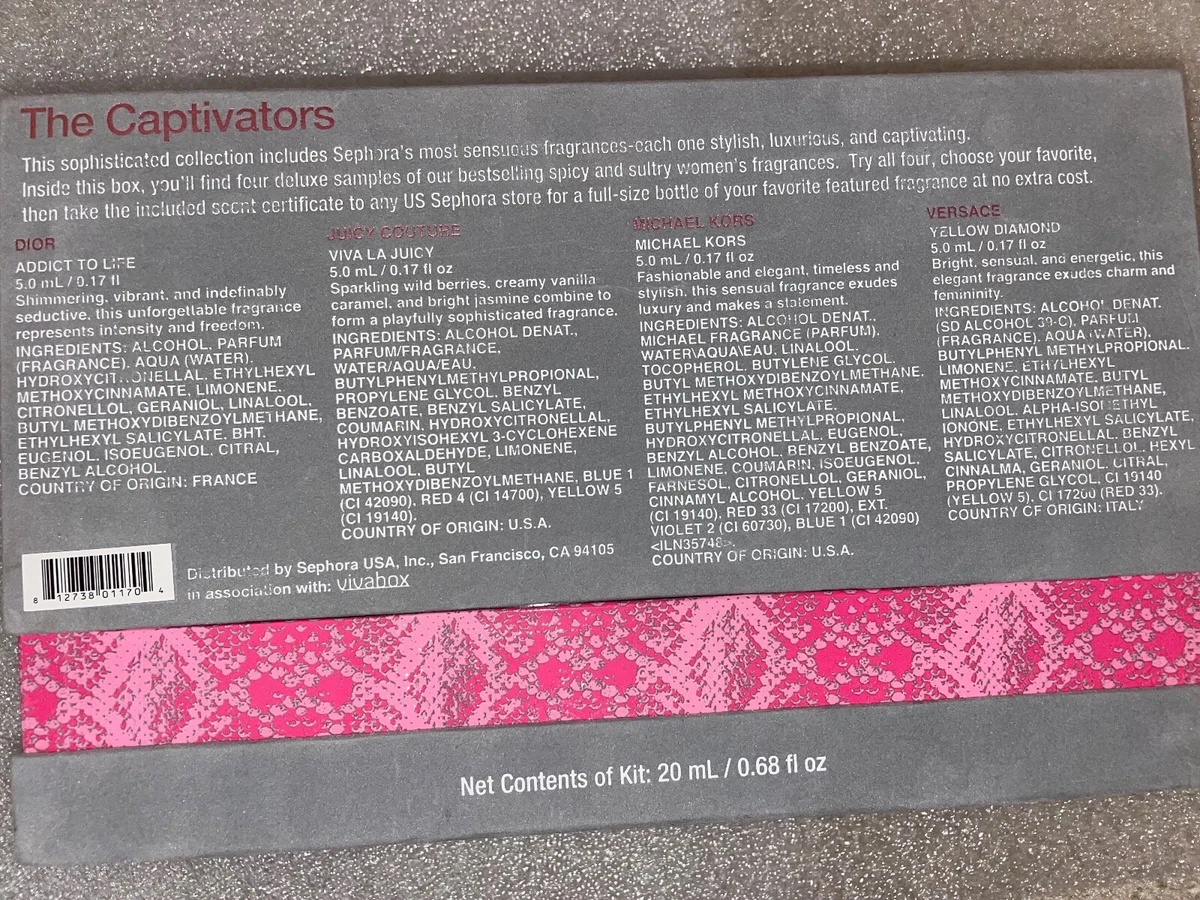 The Captivators
This sophisticated collection includes Sephora's most sensuous fragrances-each one stylish, luxurious, and captivating.
Inside this box, you'll find four deluxe samples of our bestselling spicy and sultry women's fragrances. Try all four, choose your favorite,
then take the included scent certificate to any US Sephora store for a full-size bottle of your favorite featured fragrance at no extra cost.
DIOR
ADDICT TO LIFE
5.0 mL / 0.17 fl
Shimmering, vibrant, and indefinably
seductive, this unforgettable fragrance
represents intensity and freedom.
INGREDIENTS: ALCOHOL, PARFUM
(FRAGRANCE), AQUA (WATER),
HYDROXYCITRONELLAL, ETHYLHEXYL
METHOXYCINNAMATE, LIMONENE,
CITRONELLOL, GERANIOL, LINALOOL,
BUTYL METHOXYDIBENZOYLMETHANE,
ETHYLHEXYL SALICYLATE, BHT,
EUGENOL, ISOEUGENOL, CITRAL,
BENZYL ALCOHOL.
COUNTRY OF ORIGIN: FRANCE
JUICY COUTURE
VIVA LA JUICY
5.0 mL / 0.17 fl oz
Sparkling wild berries, creamy vanilla
caramel, and bright jasmine combine to
form a playfully sophisticated fragrance.
INGREDIENTS: ALCOHOL DENAT.,
PARFUM/FRAGRANCE,
WATER/AQUA/EAU,
BUTYLPHENYLMETHYLPROPIONAL,
PROPYLENE GLYCOL, BENZYL
BENZOATE, BENZYL SALICYLATE,
COUMARIN, HYDROXYCITRONELLAL,
HYDROXYISOHEXYL 3-CYCLOHEXENE
CARBOXALDEHYDE, LIMONENE,
LINALOOL, BUTYL
METHOXYDIBENZOYLMETHANE, BLUE 1
(CI 42090), RED 4 (CI 14700), YELLOW 5
(CI 19140).
COUNTRY OF ORIGIN: U.S.A.
MICHAEL KORS
MICHAEL KORS
5.0 mL / 0.17 fl oz
Fashionable and elegant, timeless and
stylish, this sensual fragrance exudes
luxury and makes a statement.
INGREDIENTS: ALCOHOL DENAT.,
MICHAEL FRAGRANCE (PARFUM),
WATER\AQUA\EAU, LINALOOL,
TOCOPHEROL, BUTYLENE GLYCOL,
BUTYL METHOXYDIBENZOYLMETHANE,
ETHYLHEXYL METHOXYCINNAMATE,
ETHYLHEXYL SALICYLATE,
BUTYLPHENYL METHYLPROPIONAL,
HYDROXYCITRONELLAL, EUGENOL,
BENZYL ALCOHOL, BENZYL BENZOATE,
LIMONENE, COUMARIN, ISOEUGENOL,
FARNESOL, CITRONELLOL, GERANIOL,
CINNAMYL ALCOHOL, YELLOW 5
(CI 19140), RED 33 (CI 17200), EXT.
VIOLET 2 (CI 60730), BLUE 1 (CI 42090)
<ILN35748>.
COUNTRY OF ORIGIN: U.S.A.
VERSACE
YELLOW DIAMOND
5.0 mL / 0.17 fl oz
Bright, sensual, and energetic, this
elegant fragrance exudes charm and
femininity.
INGREDIENTS: ALCOHOL DENAT.
(SD ALCOHOL 39-C), PARFUM
(FRAGRANCE), AQUA (WATER),
BUTYLPHENYL METHYLPROPIONAL,
LIMONENE, ETHYLHEXYL
METHOXYCINNAMATE, BUTYL
METHOXYDIBENZOYLMETHANE,
LINALOOL, ALPHA-ISOMETHYL
IONONE, ETHYLHEXYL SALICYLATE,
HYDROXYCITRONELLAL, BENZYL
SALICYLATE, CITRONELLOL, HEXYL
CINNALMA, GERANIOL, CITRAL,
PROPYLENE GLYCOL, CI 19140
(YELLOW 5), CI 17200 (RED 33).
COUNTRY OF ORIGIN: ITALY
8 12738 01170 4
Distributed by Sephora USA, Inc., San Francisco, CA 94105
in association with: vivabox
Net Contents of Kit: 20 mL / 0.68 fl oz